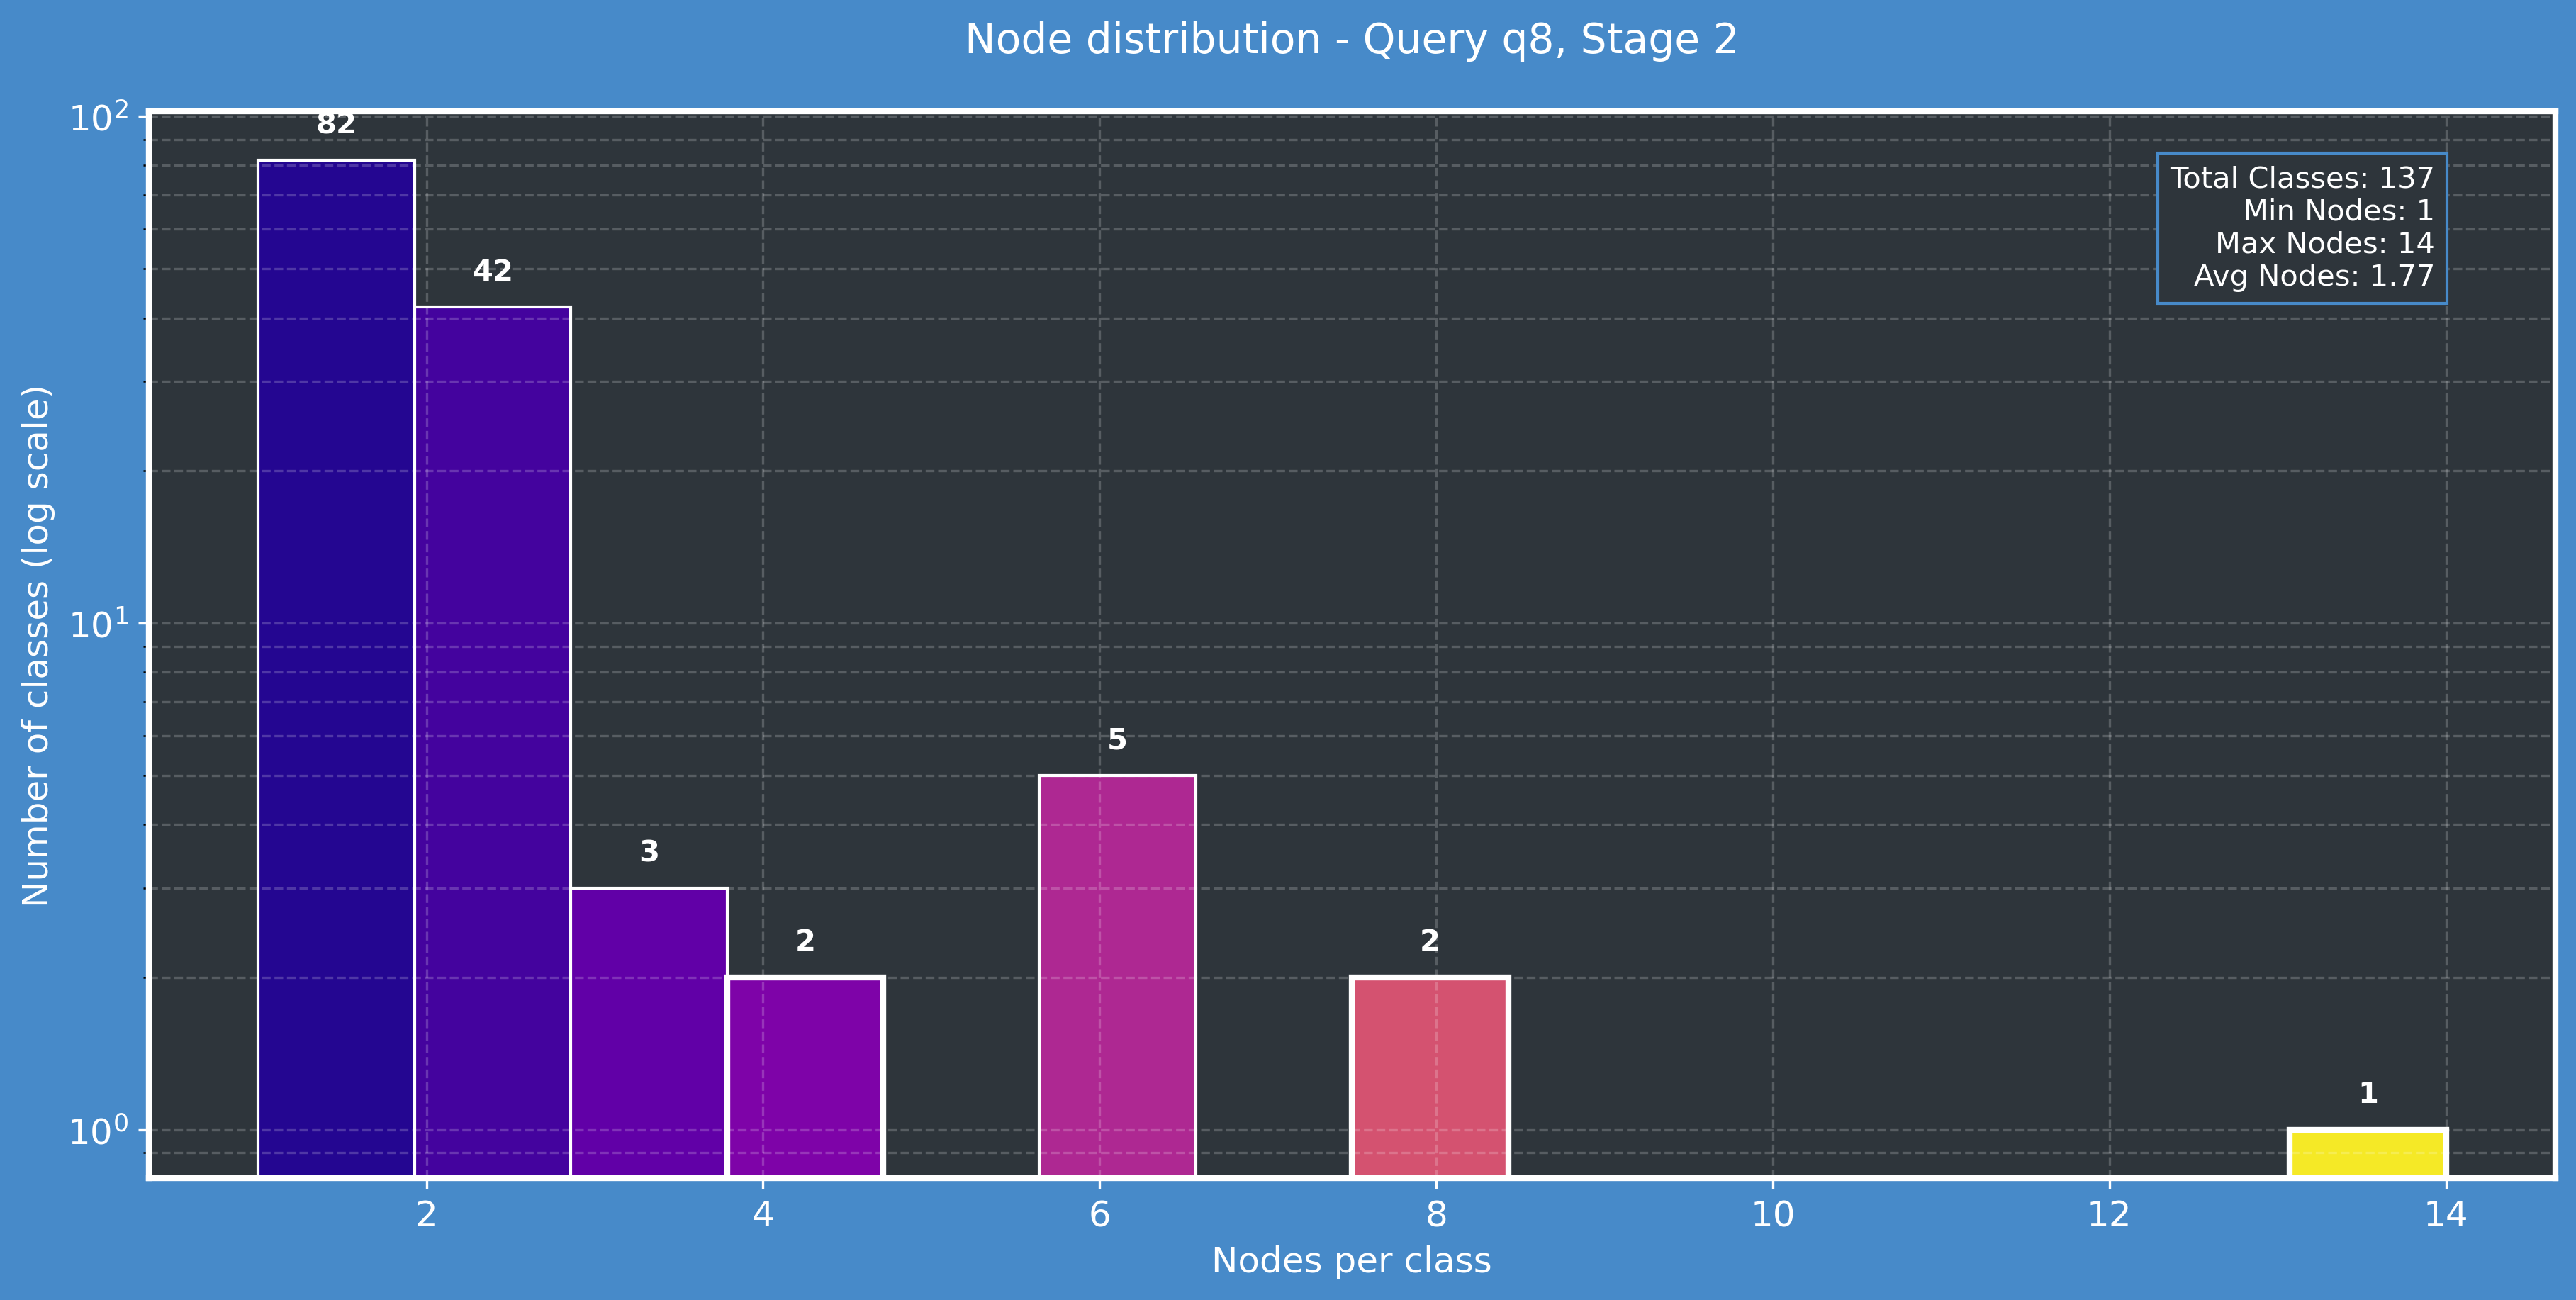 Node distribution - Query q8, Stage 2
Number of classes (log scale)
10²
10¹
10⁰
82
42
3
2
5
2
1
Total Classes: 137
Min Nodes: 1
Max Nodes: 14
Avg Nodes: 1.77
2 4 6 8 10 12 14
Nodes per class